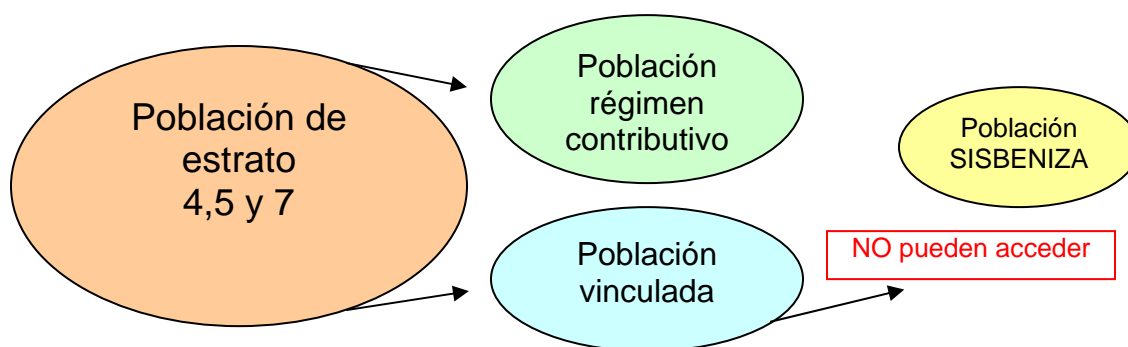 Población de
estrato
4,5 y 7
Población
régimen
contributivo
Población
SISBENIZA
Población
vinculada
NO pueden acceder